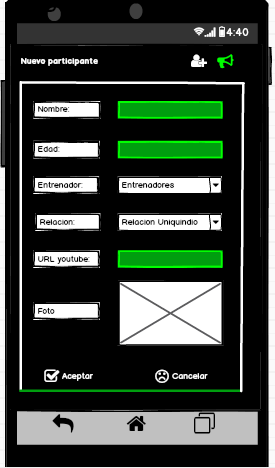 4:40
Nuevo participante
Nombre:
Edad:
Entrenador: Entrenadores
Relacion: Relacion Uniquindio
URL youtube:
Foto
Aceptar Cancelar